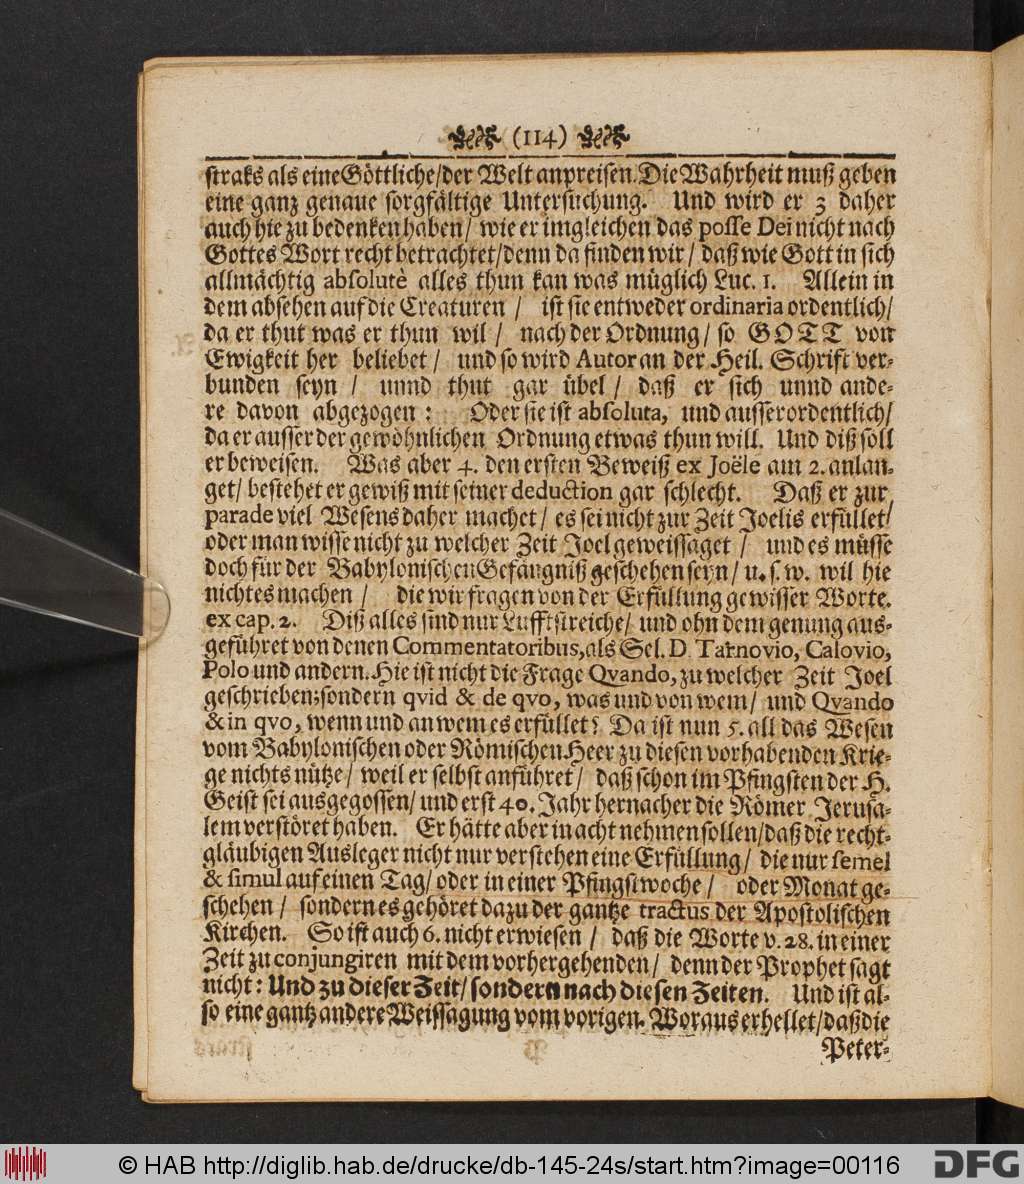 (114)
straks als eine Göttliche/der Welt anpreisen. Die Wahrheit muß geben
eine ganz genaue sorgfältige Untersuchung. Und wird er 3 daher
auch hie zu bedenken haben/ wie er imgleichen das posse Dei nicht nach
Gottes Wort recht betrachtet/denn da finden wir/ daß wie Gott in sich
allmächtig absolutè alles thun kan was müglich Luc. 1. Allein in
dem absehen auf die Creaturen / ist sie entweder ordinaria ordentlich/
da er thut was er thun wil / nach der Ordnung/ so GOTT von
Ewigkeit her beliebet/ und so wird Autor an der Heil. Schrift ver-
bunden seyn / unnd thut gar übel / daß er sich unnd ande-
re davon abgezogen: Oder sie ist absoluta, und ausserordentlich/
da er ausser der gewöhnlichen Ordnung etwas thun will. Und diß soll
er beweisen. Was aber 4. den ersten Beweiß ex Joële am 2. anlan-
get/ bestehet er gewiß mit seiner deduction gar schlecht. Daß er zur
parade viel Wesens daher machet/ es sei nicht zur Zeit Joelis erfüllet/
oder man wisse nicht zu welcher Zeit Joel geweissaget / und es müsse
doch für der Babylonischen Gefängniß geschehen seyn/ u. s. w. wil hie
nichtes machen / die wir fragen von der Erfüllung gewisser Worte.
ex cap. 2. Diß alles sind nur Lufftstreiche/ und ohn dem genung aus-
geführet von denen Commentatoribus, als Sel. D. Tarnovio, Calovio,
Polo und andern. Hie ist nicht die Frage Qvando, zu welcher Zeit Joel
geschrieben; sondern qvid & de qvo, was und von wem/ und Qvando
& in qvo, wenn und an wem es erfüllet? Da ist nun 5. all das Wesen
vom Babylonischen oder Römischen Heer zu diesen vorhabenden Krie-
ge nichts nütze/ weil er selbst anführet/ daß schon im Pfingsten der H.
Geist sei ausgegossen/ und erst 40. Jahr hernacher die Römer Jerusa-
lem verstöret haben. Er hätte aber in acht nehmen sollen/daß die recht-
gläubigen Ausleger nicht nur verstehen eine Erfüllung/ die nur semel
& simul auf einen Tag/ oder in einer Pfingstwoche / oder Monat ge-
schehen / sondern es gehöret dazu der gantze tractus der Apostolischen
Kirchen. So ist auch 6. nicht erwiesen / daß die Worte v. 28. in einer
Zeit zu conjungiren mit dem vorhergehenden / denn der Prophet sagt
nicht: Und zu dieser Zeit/ sondern nach diesen Zeiten. Und ist al-
so eine gantz andere Weissagung vom vorigen. Woraus erhellet/daß die
Peter-
© HAB http://diglib.hab.de/drucke/db-145-24s/start.htm?image=00116
DFG